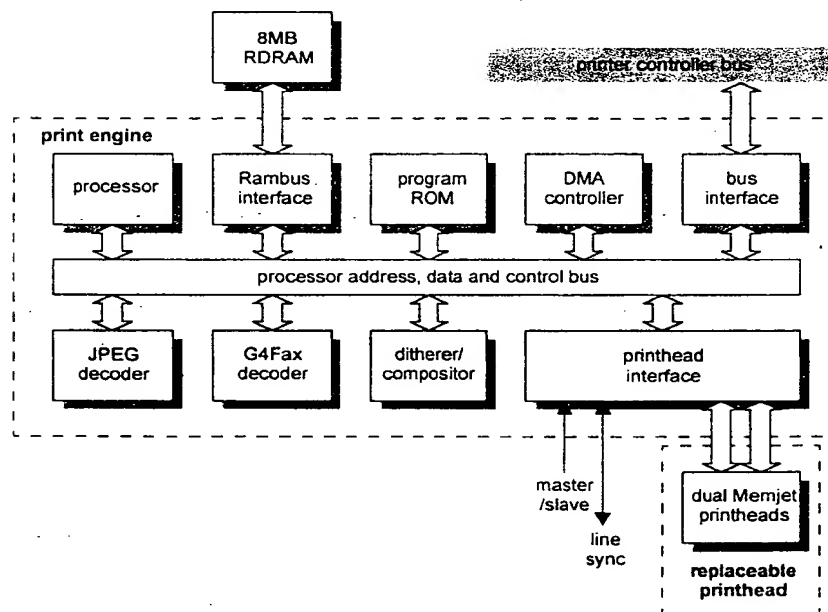 8MB
RDRAM
printer controller bus
print engine
processor
Rambus
interface
program
ROM
DMA
controller
bus
interface
processor address, data and control bus
JPEG
decoder
G4Fax
decoder
ditherer/
compositor
printhead
interface
master
/slave
line
sync
dual Memjet
printheads
replaceable
printhead